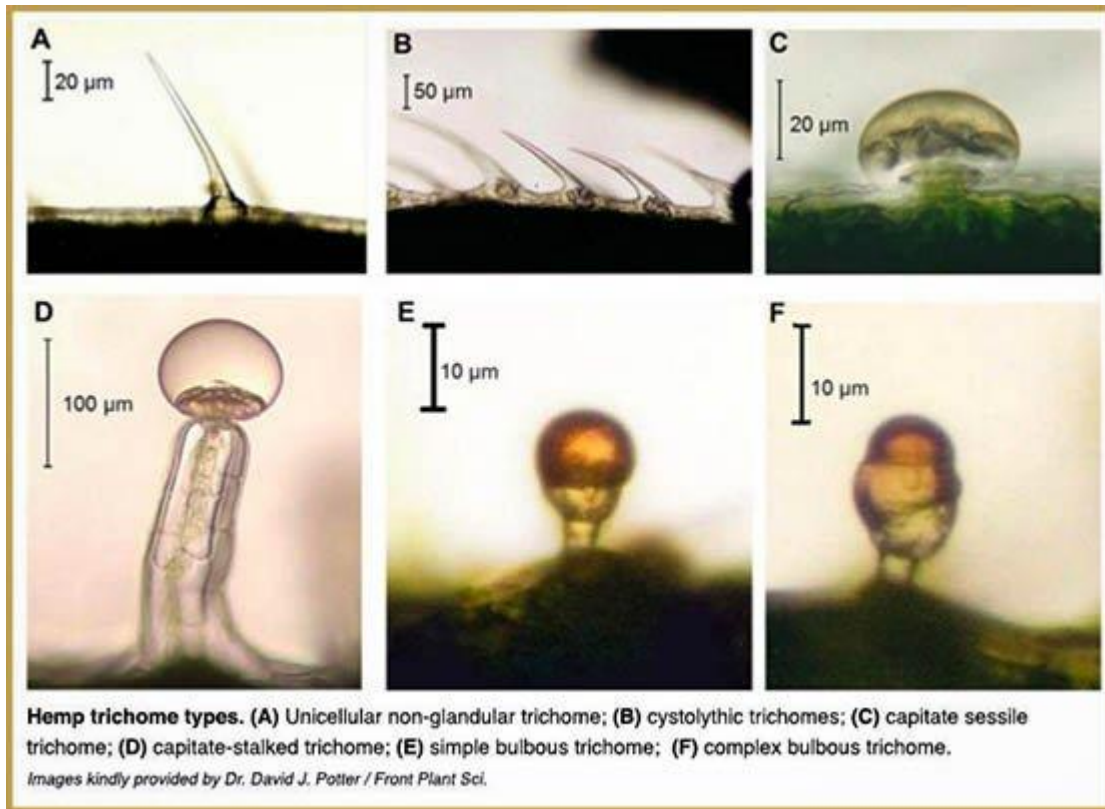 A
20 µm
B
50 µm
C
20 µm
D
100 µm
E
10 µm
F
10 µm
Hemp trichome types. (A) Unicellular non-glandular trichome; (B) cystolythic trichomes; (C) capitate sessile
trichome; (D) capitate-stalked trichome; (E) simple bulbous trichome; (F) complex bulbous trichome.
Images kindly provided by Dr. David J. Potter / Front Plant Sci.